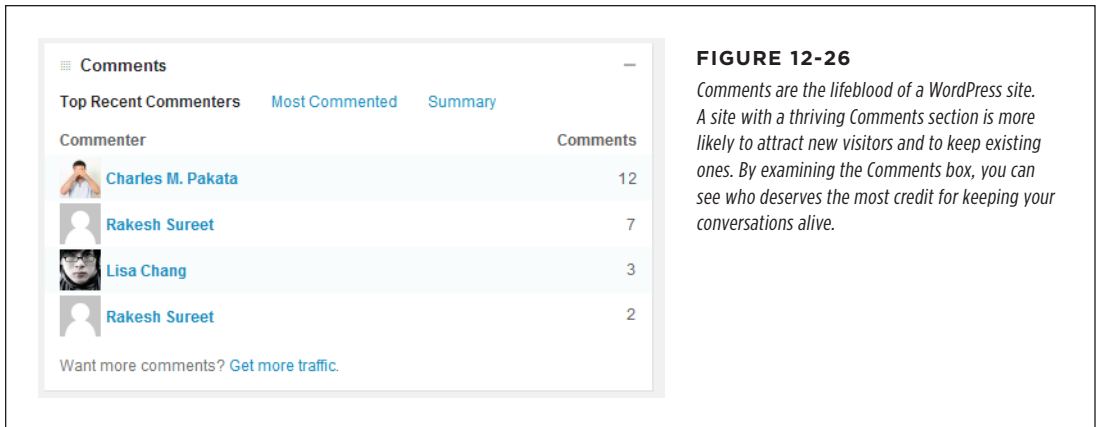 Comments
Top Recent Commenters Most Commented Summary
Commenter Comments
Charles M. Pakata 12
Rakesh Sureet 7
Lisa Chang 3
Rakesh Sureet 2
Want more comments? Get more traffic.
FIGURE 12-26
Comments are the lifeblood of a WordPress site.
A site with a thriving Comments section is more
likely to attract new visitors and to keep existing
ones. By examining the Comments box, you can
see who deserves the most credit for keeping your
conversations alive.